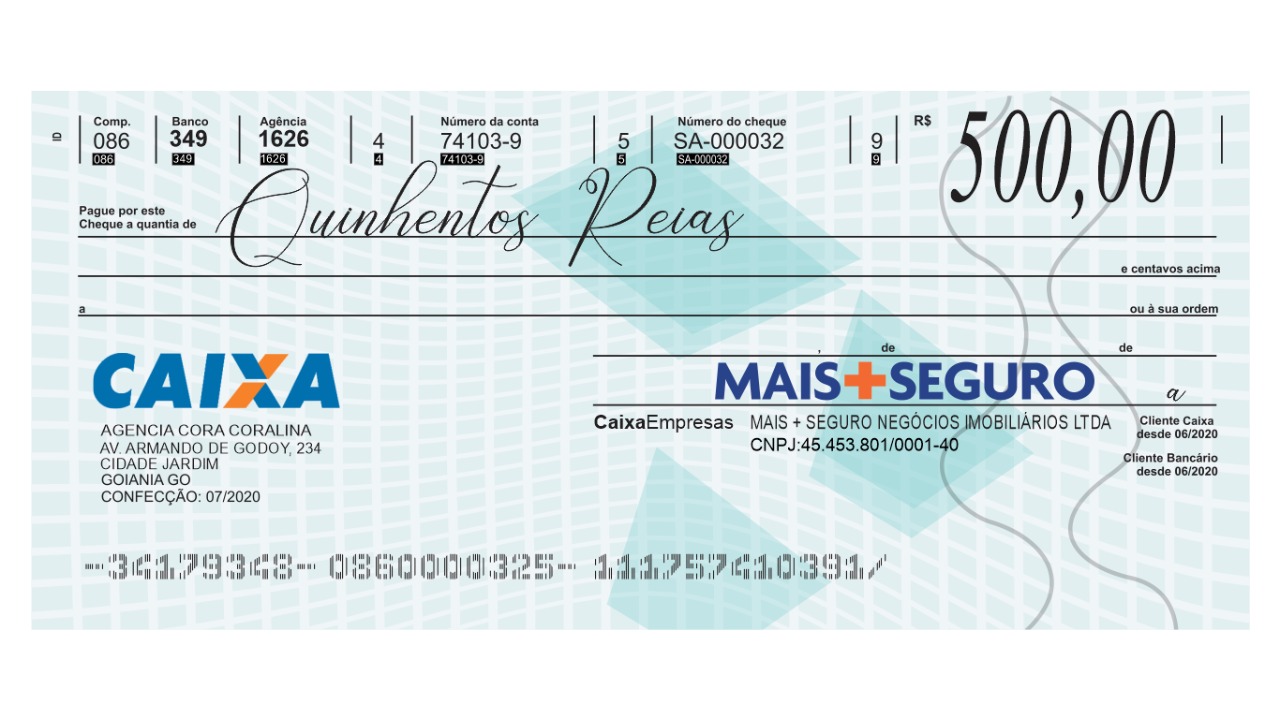 Comp. Banco Agência Número da conta Número do cheque R$ 500,00
ID 086 349 1626 4 74103-9 5 SA-000032 9
086 349 1626 4 74103-9 5 SA-000032 9
Pague por este
Cheque a quantia de Quinhentos Reias
e centavos acima
a ou à sua ordem
, de de
CAIXA
MAIS+SEGURO a
CaixaEmpresas MAIS + SEGURO NEGÓCIOS IMOBILIÁRIOS LTDA
CNPJ:45.453.801/0001-40
Cliente Caixa
desde 06/2020
Cliente Bancário
desde 06/2020
AGENCIA CORA CORALINA
AV. ARMANDO DE GODOY, 234
CIDADE JARDIM
GOIANIA GO
CONFECÇÃO: 07/2020
-34179348- 0860000325- 111757410391/